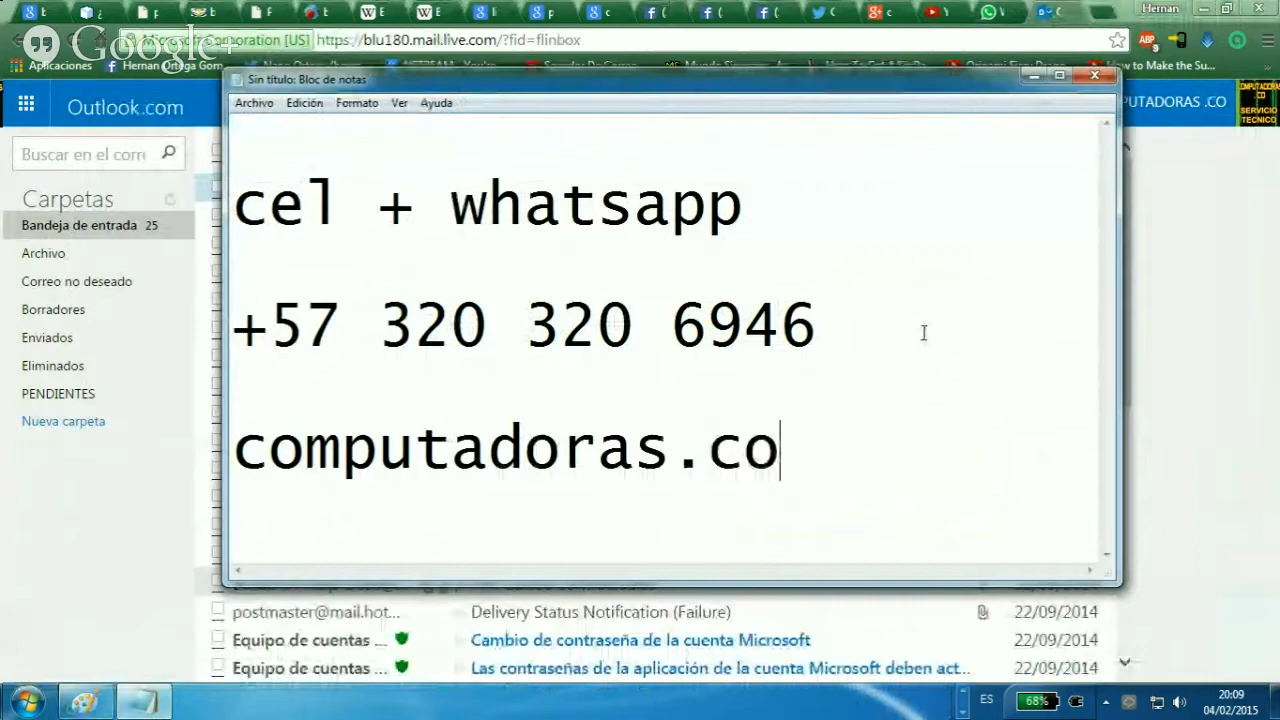 Hernan
Microsoft Corporation [US] https://blu180.mail.live.com/?fid=flinbox
Google+
Aplicaciones Hernan Ortega Gom
How to Make the Su...
Sin título: Bloc de notas
Archivo Edición Formato Ver Ayuda
Outlook.com
PUTADORAS .CO
COMPUTADORAS
.CO
SERVICIO
TECNICO
Buscar en el corre
Carpetas
Bandeja de entrada 25
Archivo
Correo no deseado
Borradores
Enviados
Eliminados
PENDIENTES
Nueva carpeta
cel + whatsapp
+57 320 320 6946
computadoras.co
postmaster@mail.hot... Delivery Status Notification (Failure) 22/09/2014
Equipo de cuentas ... Cambio de contraseña de la cuenta Microsoft 22/09/2014
Equipo de cuentas ... Las contraseñas de la aplicación de la cuenta Microsoft deben act... 22/09/2014
ES 68% 20:09
04/02/2015